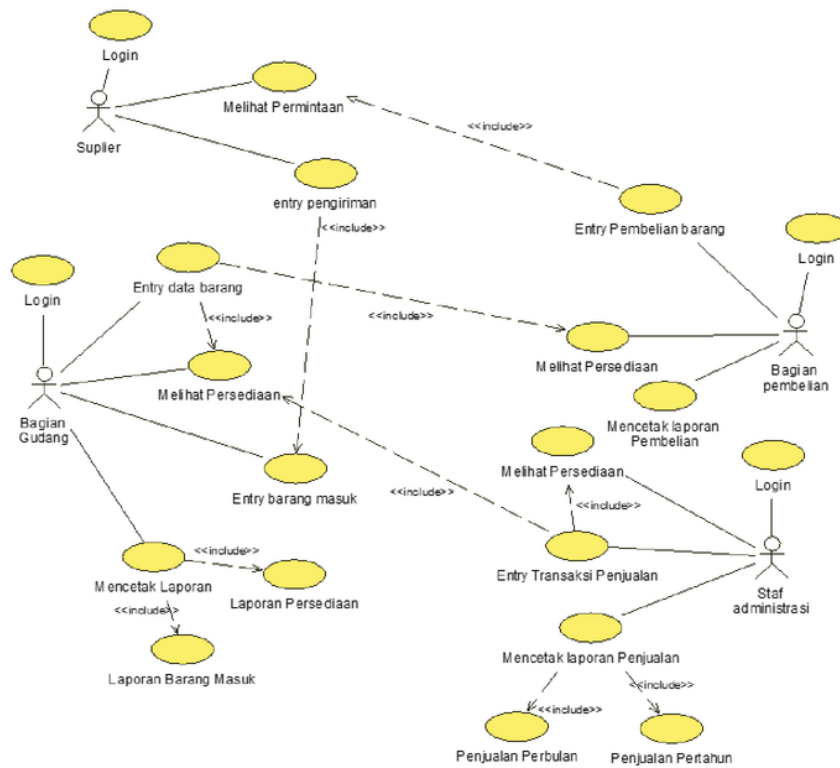 Login
Suplier
Melihat Permintaan
<<include>>
entry pengiriman
<<include>>
Entry Pembelian barang
Login
Bagian
pembelian
Login
Entry data barang
<<include>>
<<include>>
Melihat Persediaan
Melihat Persediaan
Bagian
Gudang
Mencetak laporan
Pembelian
Entry barang masuk
<<include>>
Melihat Persediaan
<<include>>
Login
Entry Transaksi Penjualan
Staf
administrasi
Mencetak Laporan
<<include>>
Laporan Persediaan
<<include>>
Laporan Barang Masuk
Mencetak laporan Penjualan
<<include>>
<<include>>
Penjualan Perbulan
Penjualan Pertahun